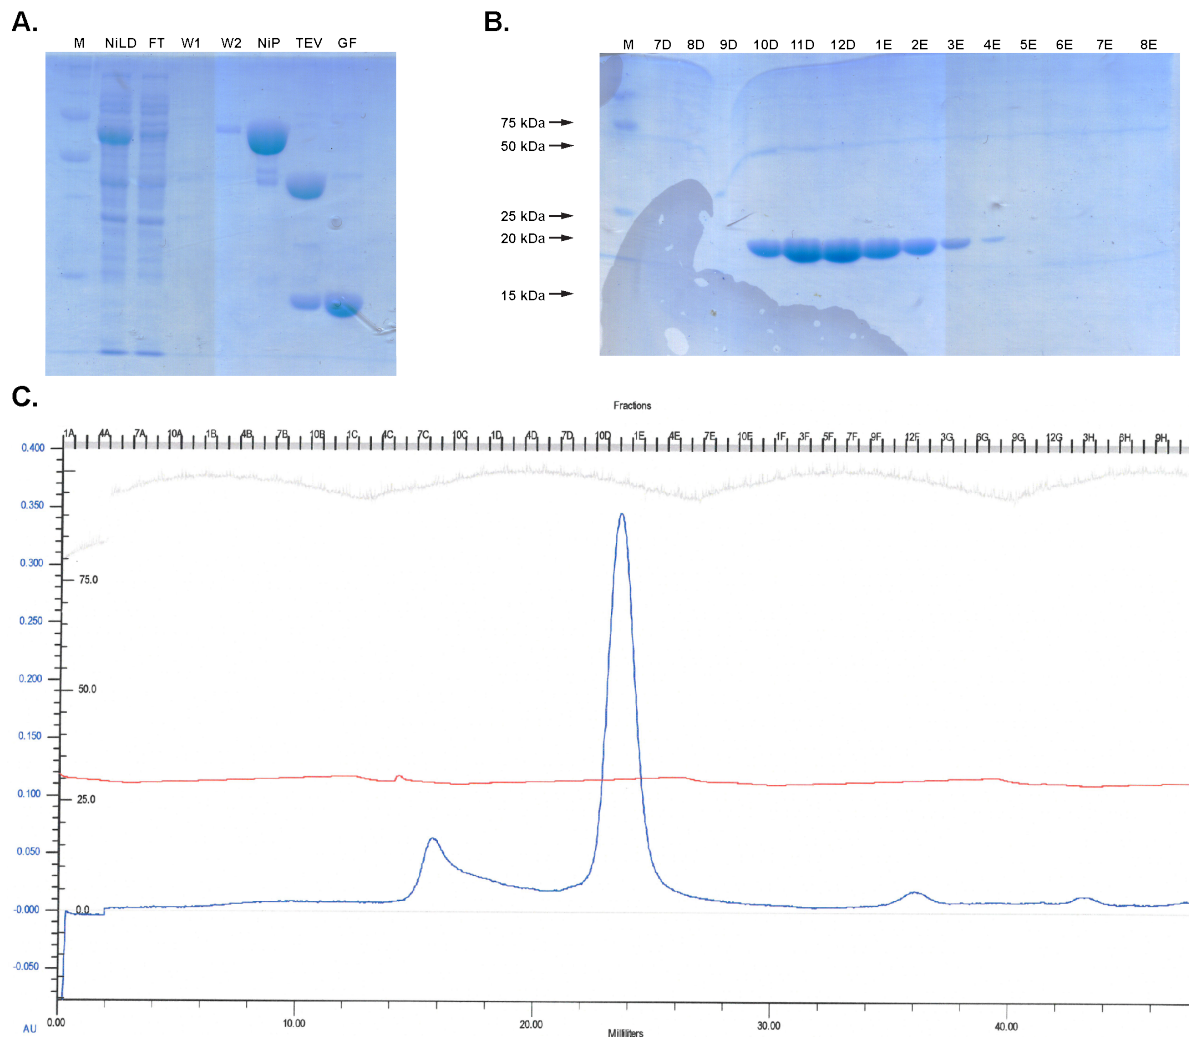 A.
M NiLD FT W1 W2 NiP TEV GF
B.
M 7D 8D 9D 10D 11D 12D 1E 2E 3E 4E 5E 6E 7E 8E
75 kDa
50 kDa
25 kDa
20 kDa
15 kDa
C.
Fractions
1A 4A 7A 10A 1B 4B 7B 10B 1C 4C 7C 10C 1D 4D 7D 10D 1E 4E 7E 10E 1F 3F 5F 7F 9F 12F 3G 6G 9G 12G 3H 6H 9H
0.400
0.350
0.300
75.0
0.250
0.200
50.0
0.150
0.100
25.0
0.050
-0.000
0.0
-0.050
AU
0.00 10.00 20.00 30.00 40.00
Milliliters